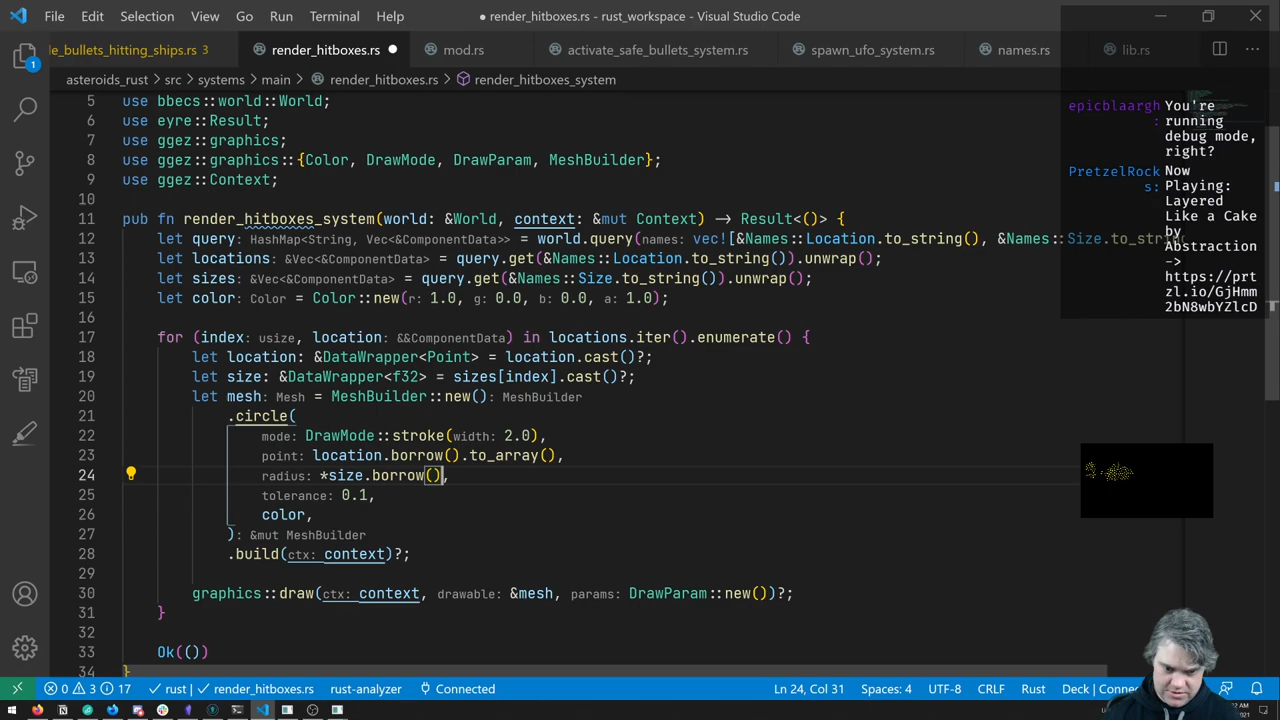 File Edit Selection View Go Run Terminal Help
● render_hitboxes.rs - rust_workspace - Visual Studio Code
le_bullets_hitting_ships.rs 3 render_hitboxes.rs ● mod.rs activate_safe_bullets_system.rs spawn_ufo_system.rs names.rs lib.rs
asteroids_rust > src > systems > main > render_hitboxes.rs > render_hitboxes_system
5 use bbecs::world::World;
6 use eyre::Result;
7 use ggez::graphics;
8 use ggez::graphics::{Color, DrawMode, DrawParam, MeshBuilder};
9 use ggez::Context;
10
11 pub fn render_hitboxes_system(world: &World, context: &mut Context) → Result<()> {
12 let query: HashMap<String, Vec<&ComponentData>> = world.query(names: vec![&Names::Location.to_string(), &Names::Size.to_string
13 let locations: &Vec<&ComponentData> = query.get(&Names::Location.to_string()).unwrap();
14 let sizes: &Vec<&ComponentData> = query.get(&Names::Size.to_string()).unwrap();
15 let color: Color = Color::new(r: 1.0, g: 0.0, b: 0.0, a: 1.0);
16
17 for (index: usize, location: &&ComponentData) in locations.iter().enumerate() {
18 let location: &DataWrapper<Point> = location.cast()?;
19 let size: &DataWrapper<f32> = sizes[index].cast()?;
20 let mesh: Mesh = MeshBuilder::new(): MeshBuilder
21 .circle(
22 mode: DrawMode::stroke(width: 2.0),
23 point: location.borrow().to_array(),
24 radius: *size.borrow(),
25 tolerance: 0.1,
26 color,
27 ): &mut MeshBuilder
28 .build(ctx: context)?;
29
30 graphics::draw(ctx: context, drawable: &mesh, params: DrawParam::new())?;
31 }
32
33 Ok(())
34 }
epicblaargh: You're
running
debug mode,
right?
PretzelRocks: Now
Playing:
Layered
Like a Cake
by
Abstraction
->
https://prt
zl.io/GjHmm
2bN8wbYZlcD
1
0 3 17 rust | render_hitboxes.rs rust-analyzer Connected Ln 24, Col 31 Spaces: 4 UTF-8 CRLF Rust Deck | Connec